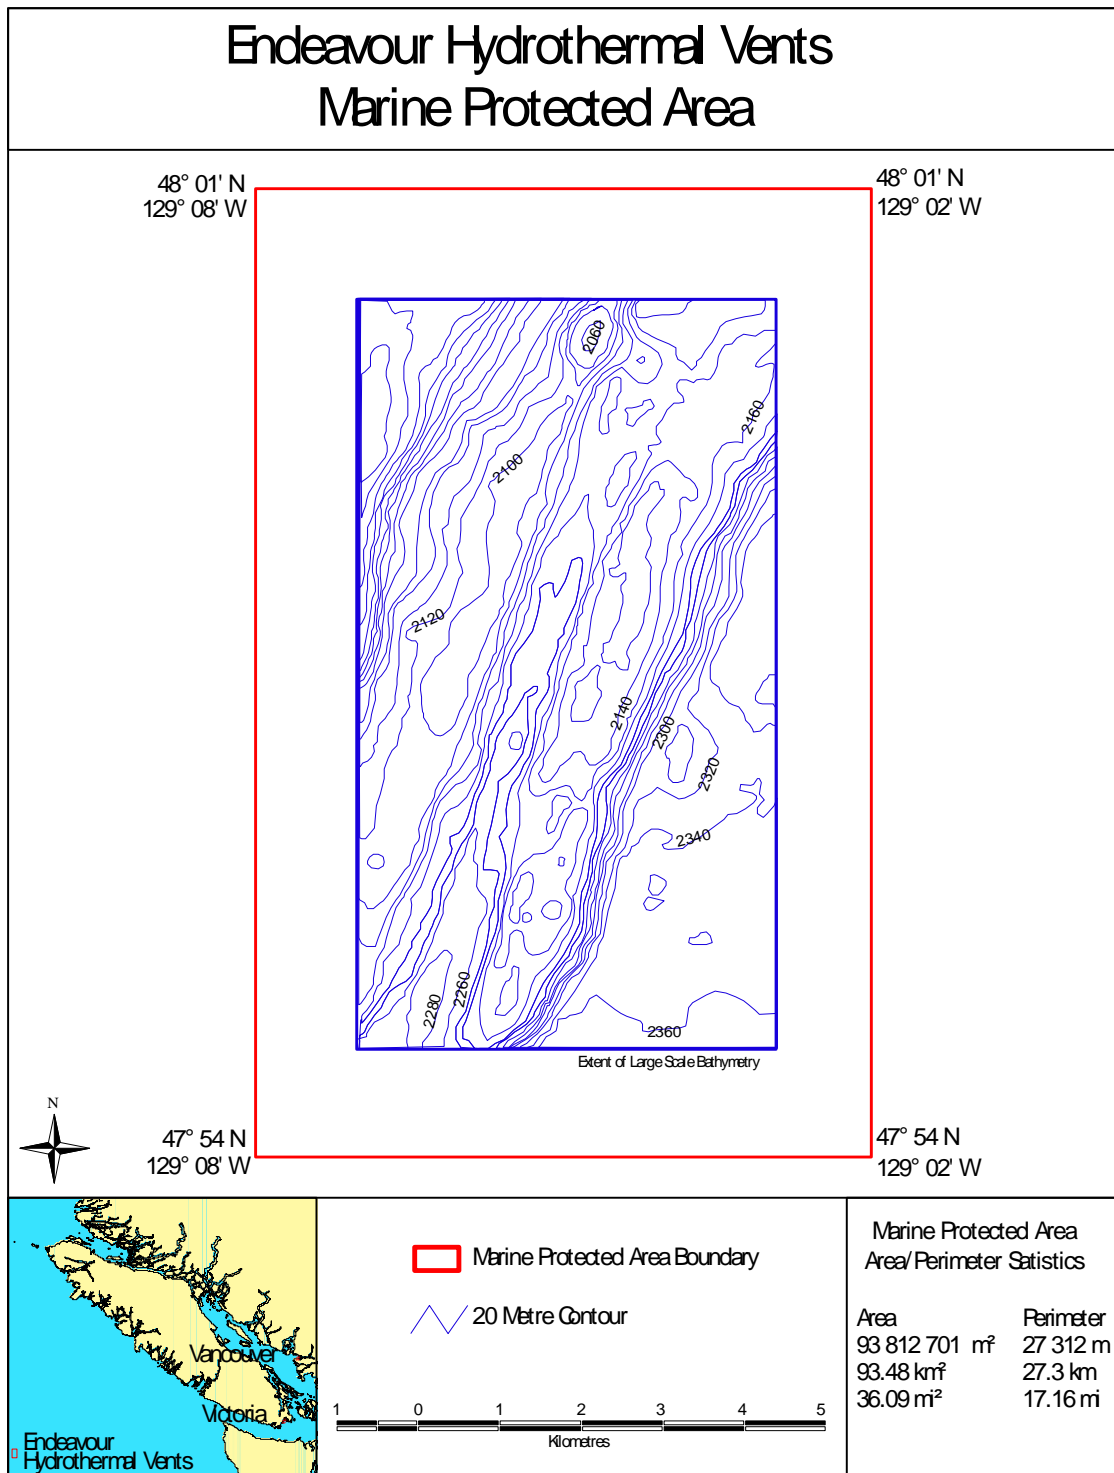 Endeavour Hydrothermal Vents
Marine Protected Area
48° 01' N
129° 08' W
48° 01' N
129° 02' W
2060
2160
2100
2120
2140
2300
2320
2340
2260
2280
2360
Extent of Large Scale Bathymetry
N
47° 54 N
129° 08' W
47° 54 N
129° 02' W
Vancouver
Victoria
Endeavour
Hydrothermal Vents
Marine Protected Area Boundary
20 Metre Contour
1 0 1 2 3 4 5
Kilometres
Marine Protected Area
Area/Perimeter Satistics
Area Perimeter
93 812 701 m² 27 312 m
93.48 km² 27.3 km
36.09 mi² 17.16 mi